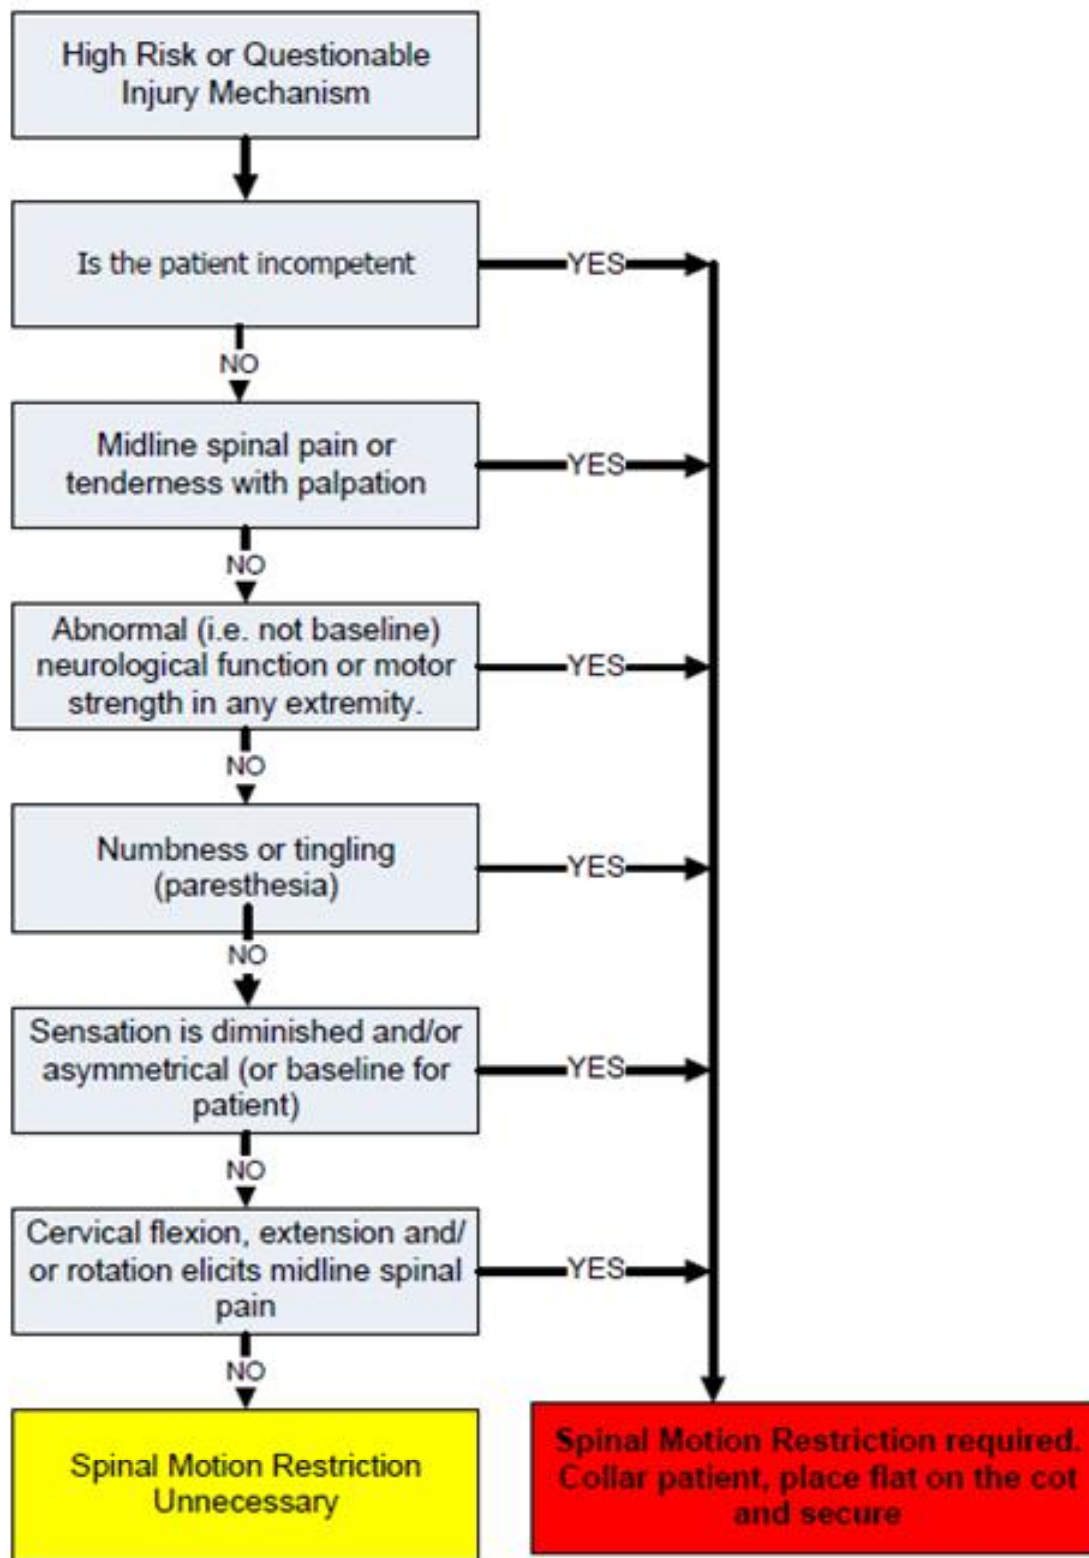 High Risk or Questionable
Injury Mechanism
Is the patient incompetent
YES
NO
Midline spinal pain or
tenderness with palpation
YES
NO
Abnormal (i.e. not baseline)
neurological function or motor
strength in any extremity.
YES
NO
Numbness or tingling
(paresthesia)
YES
NO
Sensation is diminished and/or
asymmetrical (or baseline for
patient)
YES
NO
Cervical flexion, extension and/
or rotation elicits midline spinal
pain
YES
NO
Spinal Motion Restriction
Unnecessary
Spinal Motion Restriction required.
Collar patient, place flat on the cot
and secure